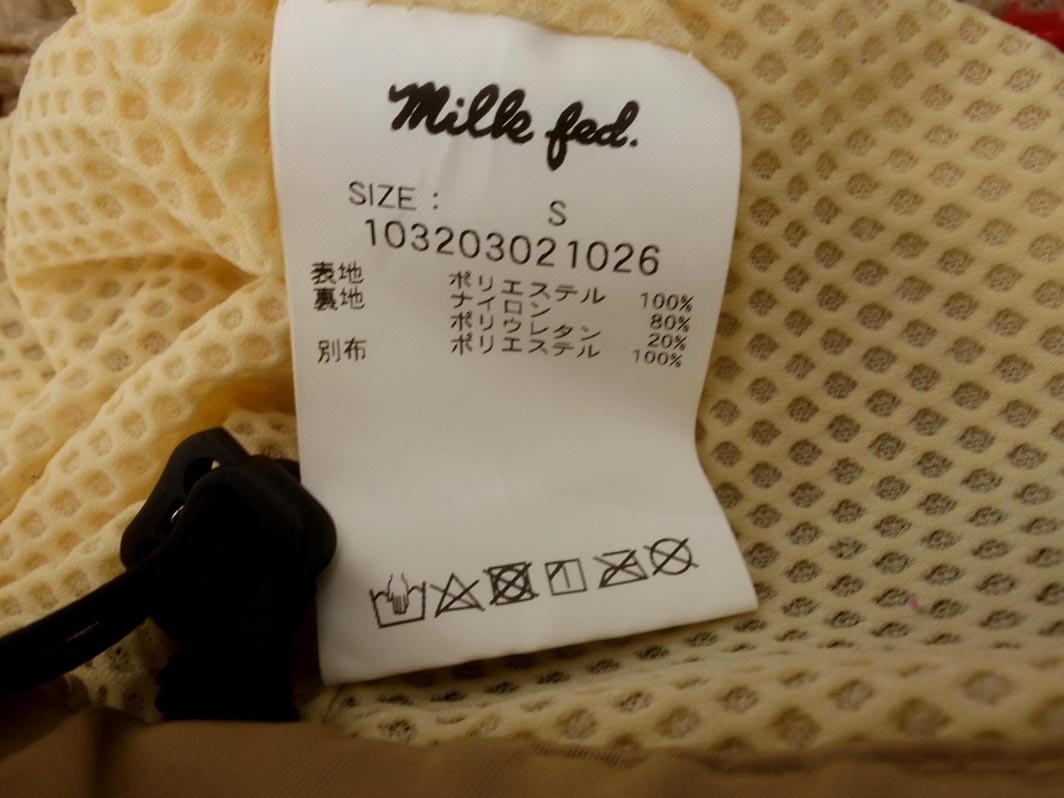 Milk fed.
SIZE : S
103203021026
表地 ポリエステル 100%
裏地 ナイロン 80%
ポリウレタン 20%
別布 ポリエステル 100%